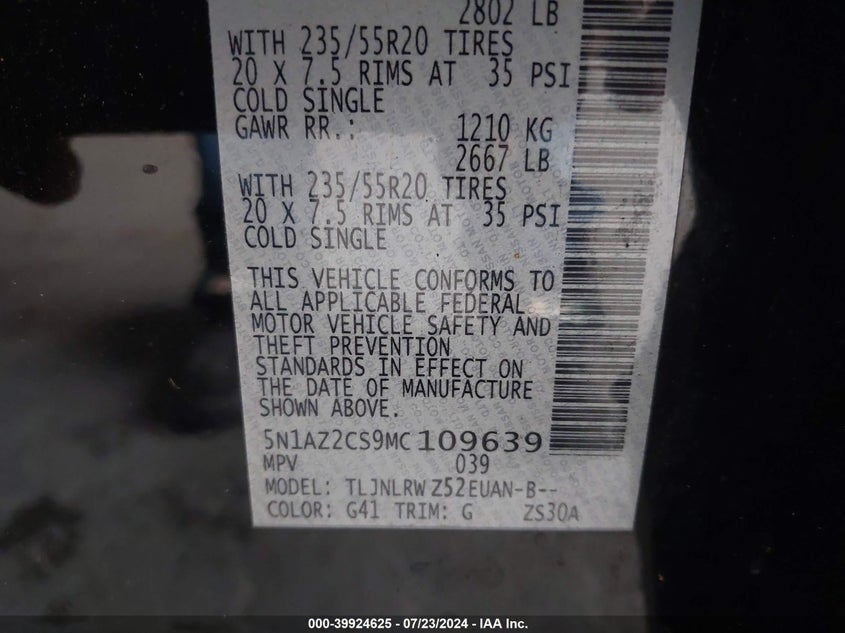 2802 LB
WITH 235/55R20 TIRES
20 X 7.5 RIMS AT 35 PSI
COLD SINGLE
GAWR RR.: 1210 KG
2667 LB
WITH 235/55R20 TIRES
20 X 7.5 RIMS AT 35 PSI
COLD SINGLE
THIS VEHICLE CONFORMS TO
ALL APPLICABLE FEDERAL
MOTOR VEHICLE SAFETY AND
THEFT PREVENTION
STANDARDS IN EFFECT ON
THE DATE OF MANUFACTURE
SHOWN ABOVE.
5N1AZ2CS9MC109639
MPV 039
MODEL: TLJNLRW Z52EUAN-B--
COLOR: G41 TRIM: G ZS30A
000-39924625 - 07/23/2024 - IAA Inc.